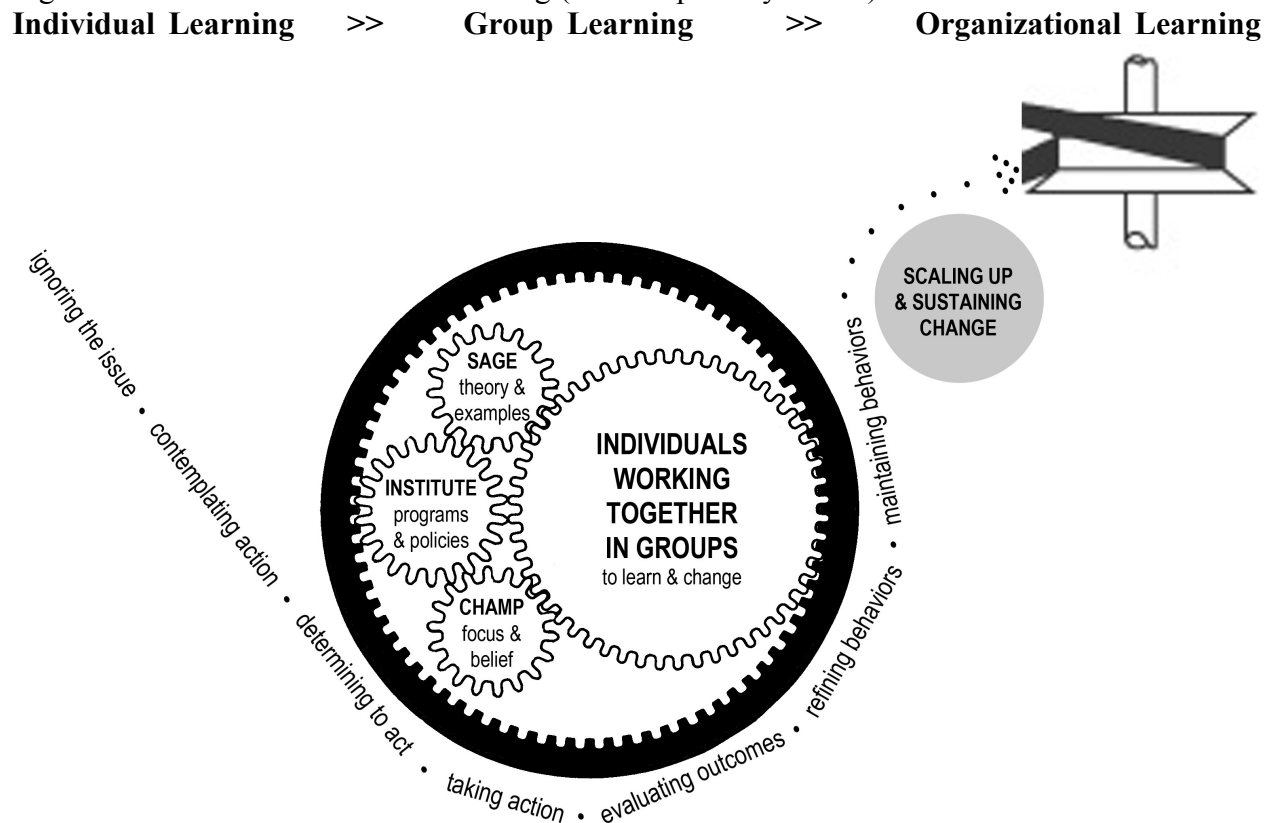 Individual Learning >> Group Learning >> Organizational Learning
ignoring the issue • contemplating action • determining to act • taking action • evaluating outcomes • refining behaviors • maintaining behaviors •
SAGE
theory &
examples
INSTITUTE
programs
& policies
CHAMP
focus &
belief
INDIVIDUALS
WORKING
TOGETHER
IN GROUPS
to learn & change
SCALING UP
& SUSTAINING
CHANGE